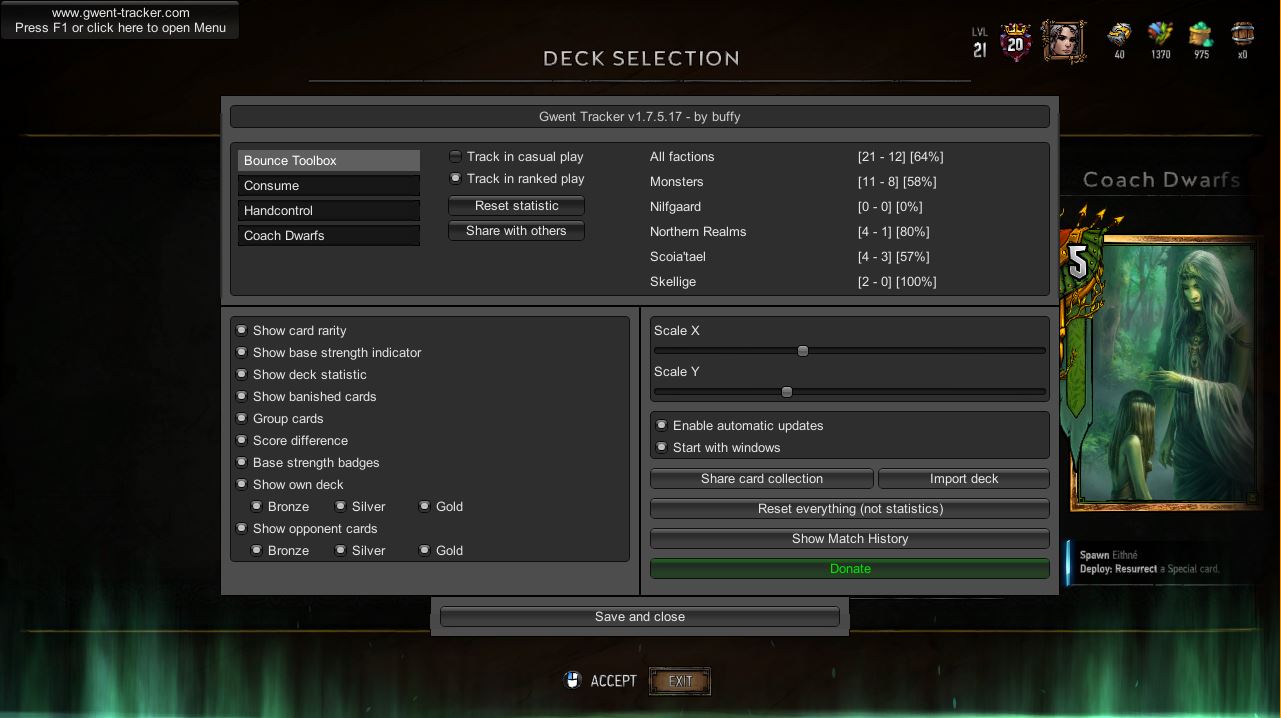 www.gwent-tracker.com
Press F1 or click here to open Menu
DECK SELECTION
LVL
21
20
40
1370
975
x0
Gwent Tracker v1.7.5.17 - by buffy
Bounce Toolbox
Consume
Handcontrol
Coach Dwarfs
Track in casual play
Track in ranked play
Reset statistic
Share with others
All factions [21 - 12] [64%]
Monsters [11 - 8] [58%]
Nilfgaard [0 - 0] [0%]
Northern Realms [4 - 1] [80%]
Scoia'tael [4 - 3] [57%]
Skellige [2 - 0] [100%]
Coach Dwarfs
5
Show card rarity
Show base strength indicator
Show deck statistic
Show banished cards
Group cards
Score difference
Base strength badges
Show own deck
Bronze Silver Gold
Show opponent cards
Bronze Silver Gold
Scale X
Scale Y
Enable automatic updates
Start with windows
Share card collection Import deck
Reset everything (not statistics)
Show Match History
Donate
Spawn Eithné
Deploy: Resurrect a Special card.
Save and close
ACCEPT EXIT